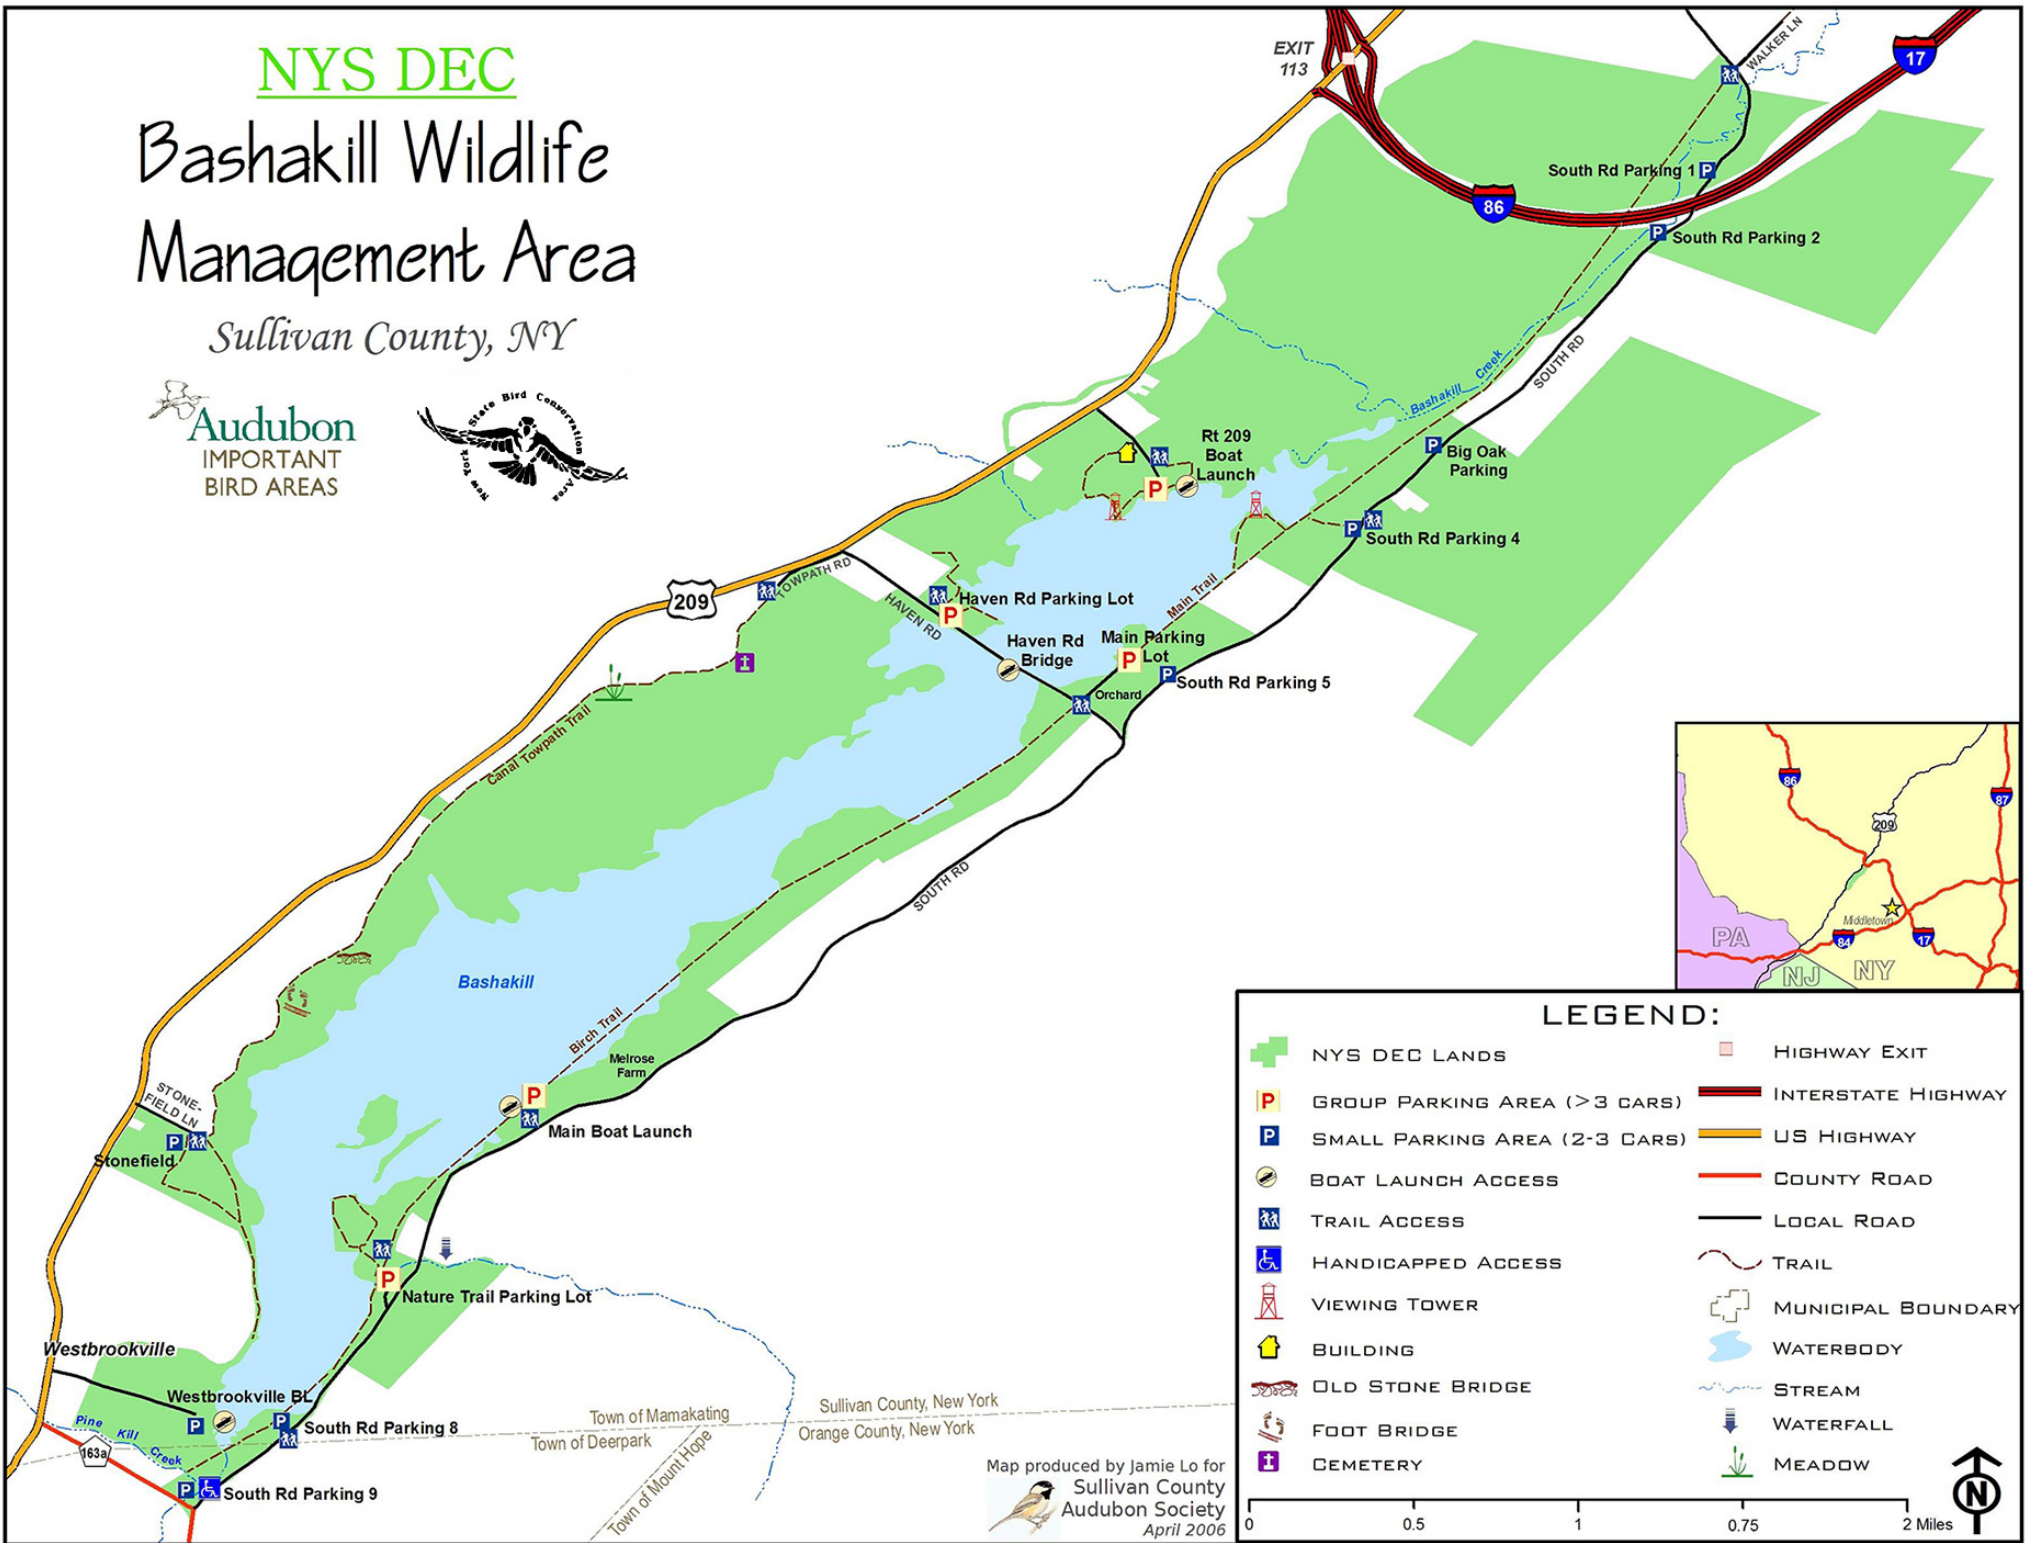 NYS DEC
Bashakill Wildlife
Management Area
Sullivan County, NY
Audubon
IMPORTANT
BIRD AREAS
New York State Bird Conservation Area
EXIT
113
WALKER LN
17
86
South Rd Parking 1
South Rd Parking 2
SOUTH RD
Bashakill Creek
Rt 209
Boat
Launch
Big Oak
Parking
South Rd Parking 4
209
TOWPATH RD
HAVEN RD
Haven Rd Parking Lot
Main Trail
Haven Rd
Bridge
Main Parking
Lot
South Rd Parking 5
Orchard
Canal Towpath Trail
SOUTH RD
Bashakill
Birch Trail
Melrose
Farm
Main Boat Launch
STONE-
FIELD LN
Stonefield
Nature Trail Parking Lot
Westbrookville
Westbrookville BL
South Rd Parking 8
Pine Kill Creek
163a
South Rd Parking 9
Town of Mamakating
Town of Deerpark
Town of Mount Hope
Sullivan County, New York
Orange County, New York
Map produced by Jamie Lo for
Sullivan County
Audubon Society
April 2006
86
87
209
Middletown
84
17
PA
NJ
NY
LEGEND:
NYS DEC LANDS
P GROUP PARKING AREA (>3 CARS)
P SMALL PARKING AREA (2-3 CARS)
BOAT LAUNCH ACCESS
TRAIL ACCESS
HANDICAPPED ACCESS
VIEWING TOWER
BUILDING
OLD STONE BRIDGE
FOOT BRIDGE
CEMETERY
HIGHWAY EXIT
INTERSTATE HIGHWAY
US HIGHWAY
COUNTY ROAD
LOCAL ROAD
TRAIL
MUNICIPAL BOUNDARY
WATERBODY
STREAM
WATERFALL
MEADOW
0 0.5 1 0.75 2 Miles
N